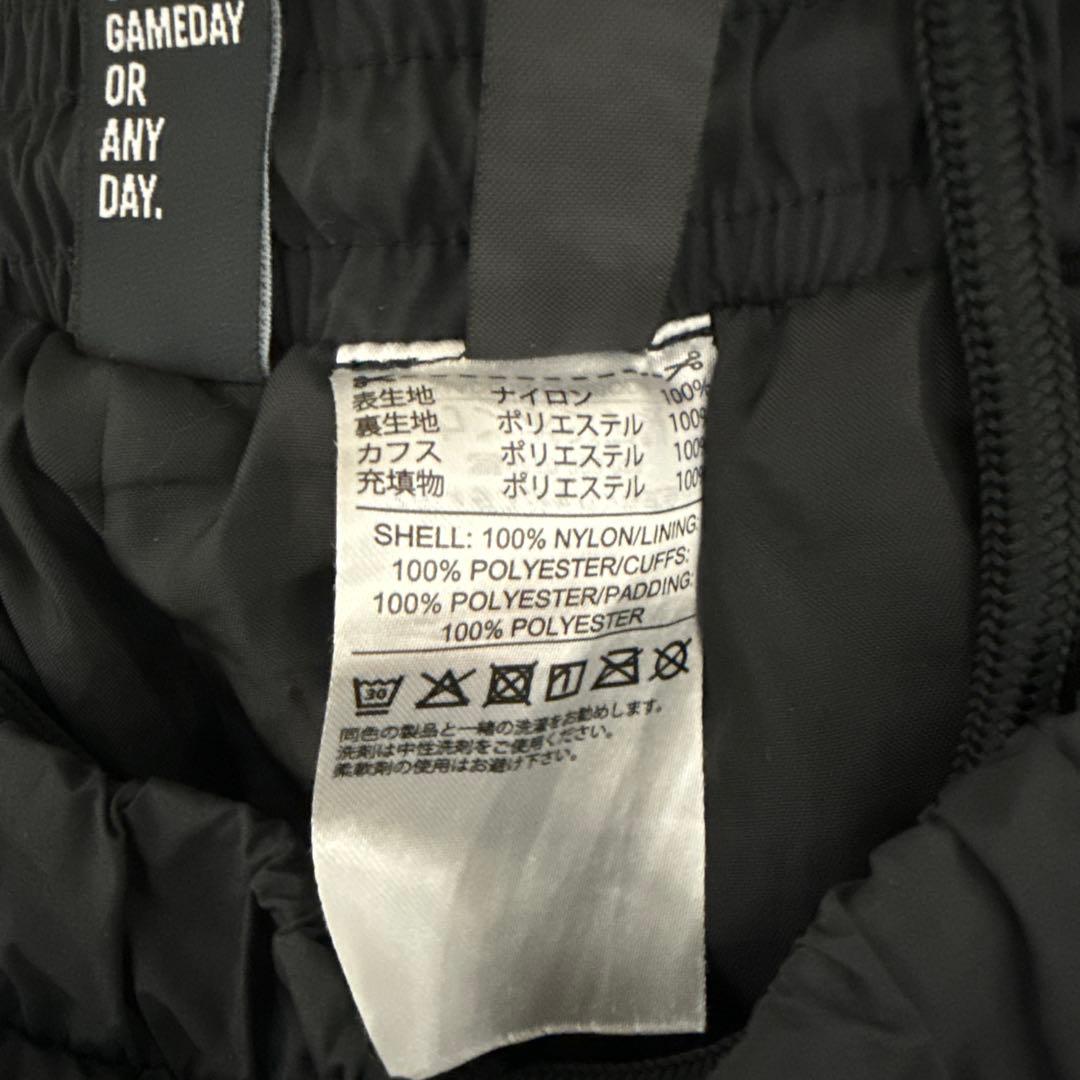 GAMEDAY
OR
ANY
DAY.
表生地 ナイロン 100%
裏生地 ポリエステル 100%
カフス ポリエステル 100%
充填物 ポリエステル 100%
SHELL: 100% NYLON/LINING:
100% POLYESTER/CUFFS:
100% POLYESTER/PADDING:
100% POLYESTER
30
同色の製品と一緒の洗濯をお勧めします。
洗剤は中性洗剤をご使用ください。
柔軟剤の使用はお避け下さい。